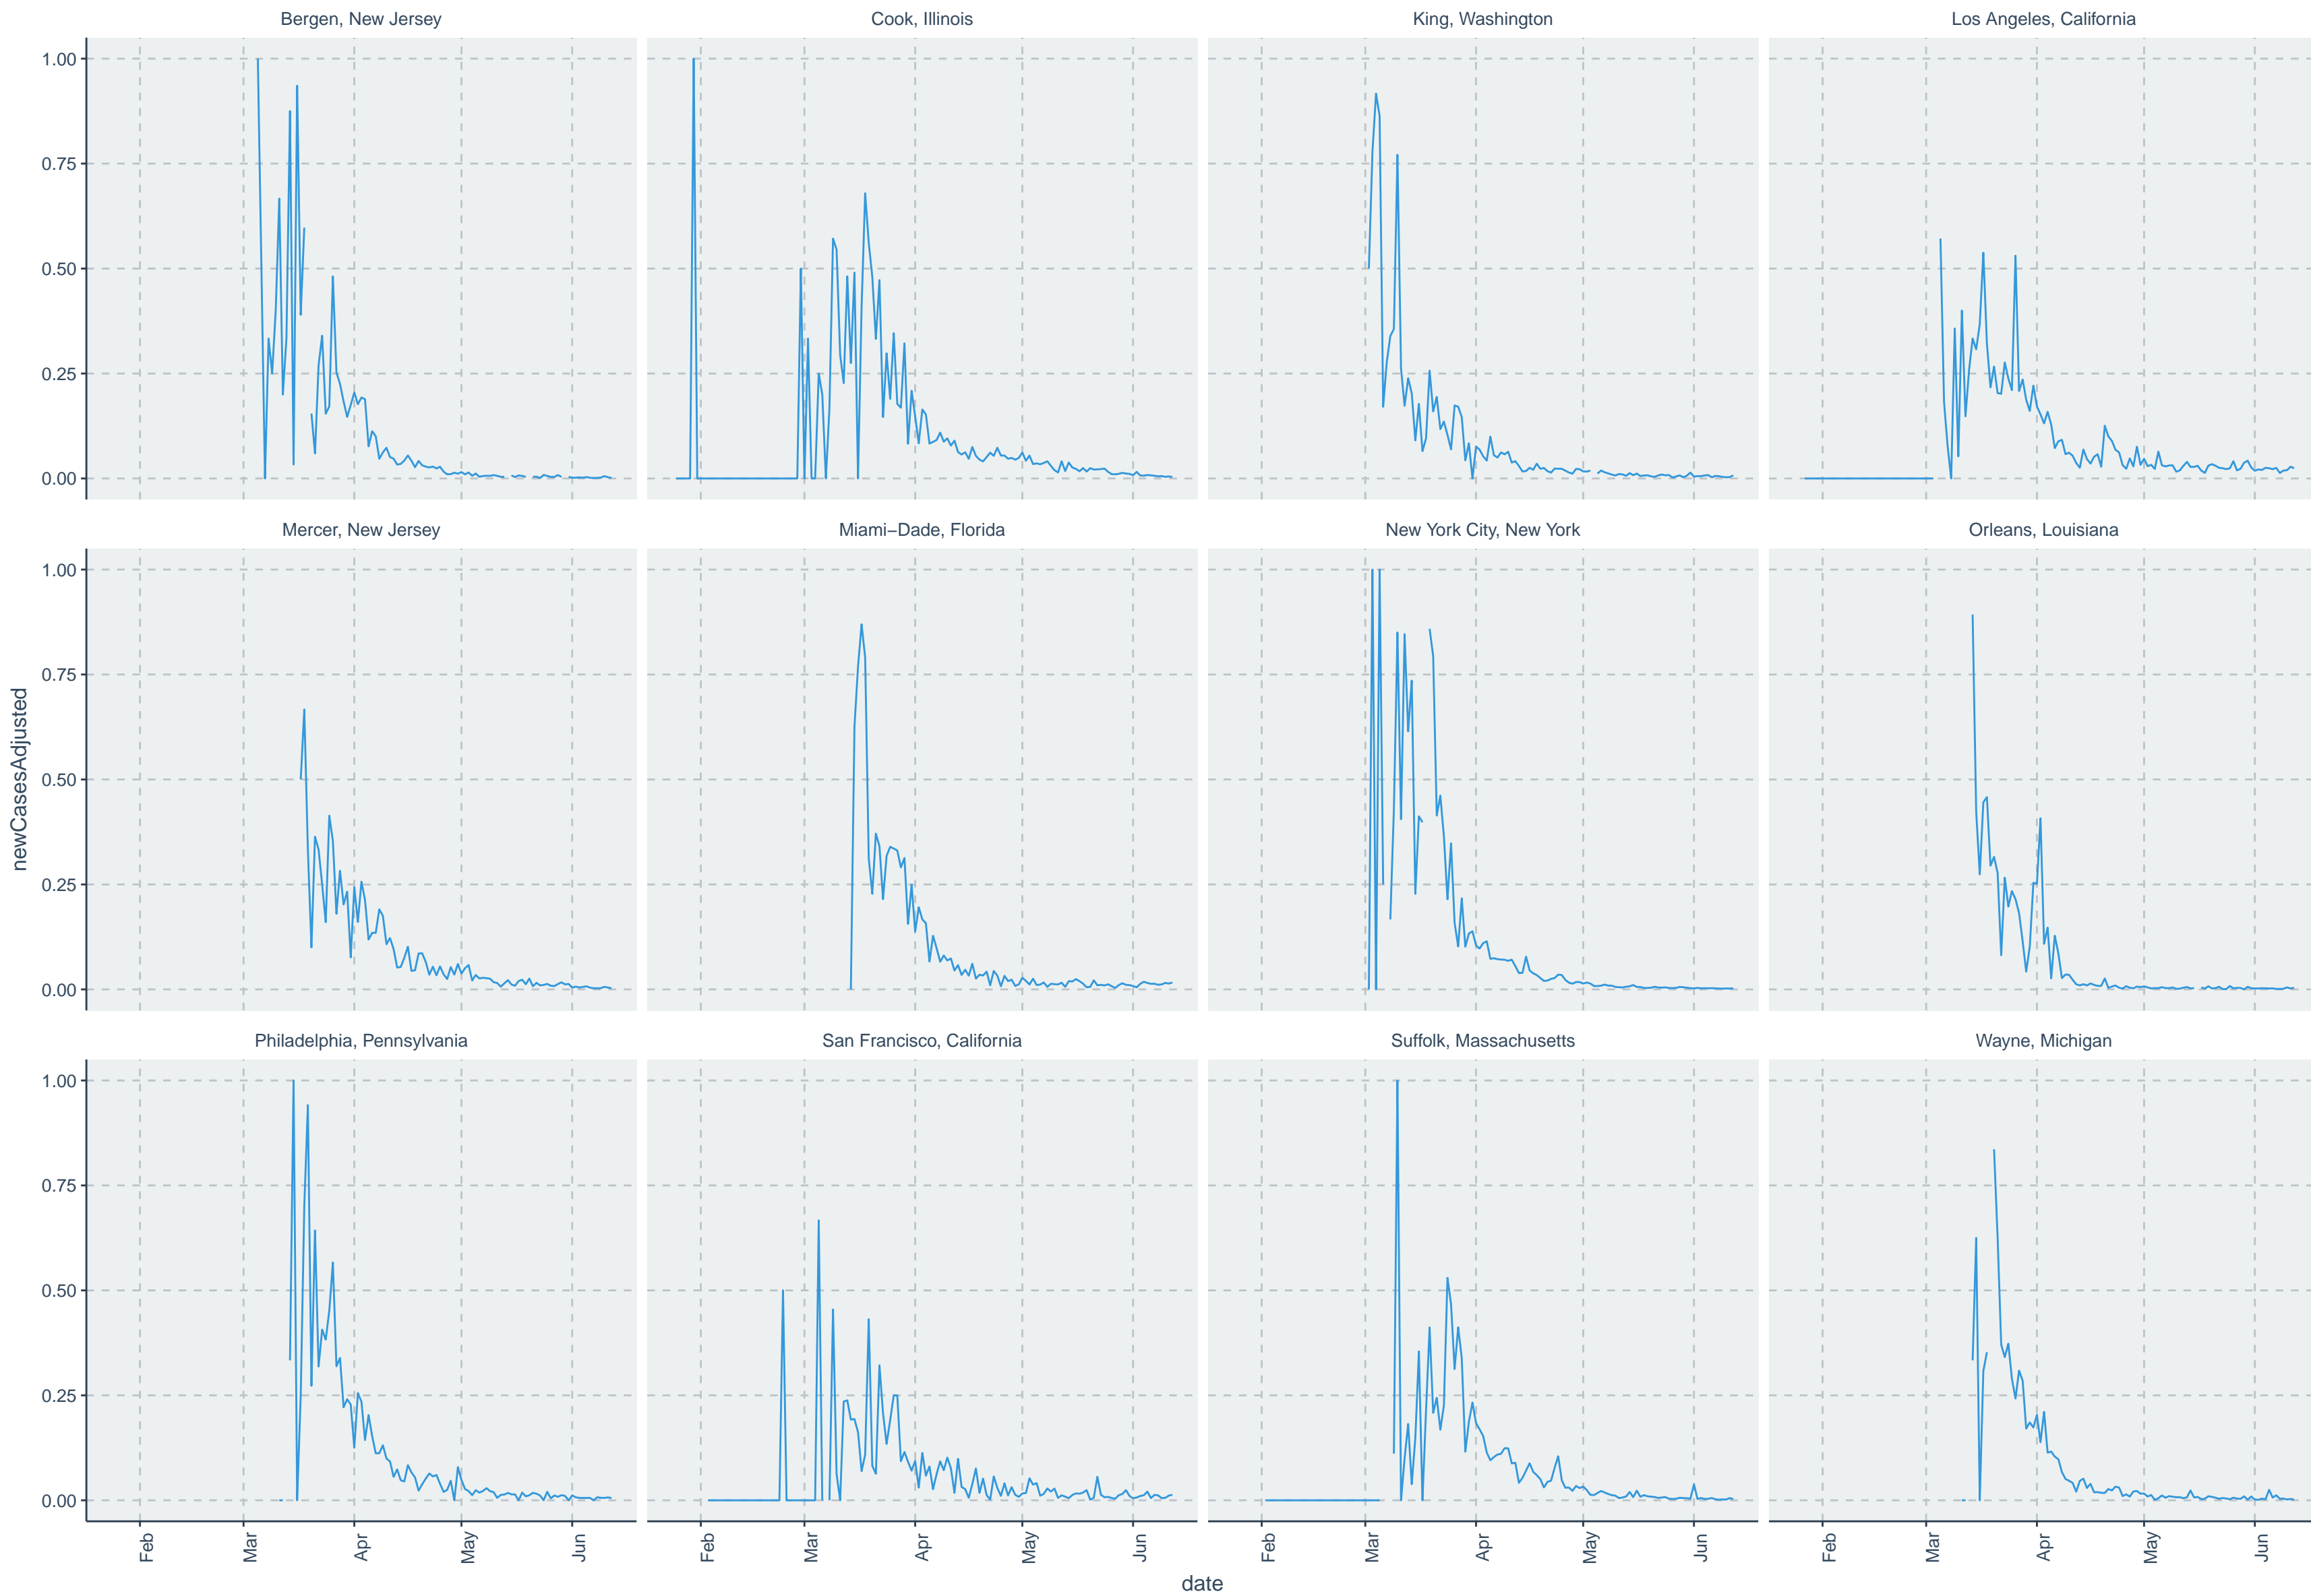 Bergen, New Jersey
Cook, Illinois
King, Washington
Los Angeles, California
1.00
0.75
0.50
0.25
0.00
Mercer, New Jersey
Miami−Dade, Florida
New York City, New York
Orleans, Louisiana
1.00
0.75
0.50
0.25
0.00
newCasesAdjusted
Philadelphia, Pennsylvania
San Francisco, California
Suffolk, Massachusetts
Wayne, Michigan
1.00
0.75
0.50
0.25
0.00
Feb
Mar
Apr
May
Jun
Feb
Mar
Apr
May
Jun
Feb
Mar
Apr
May
Jun
Feb
Mar
Apr
May
Jun
date